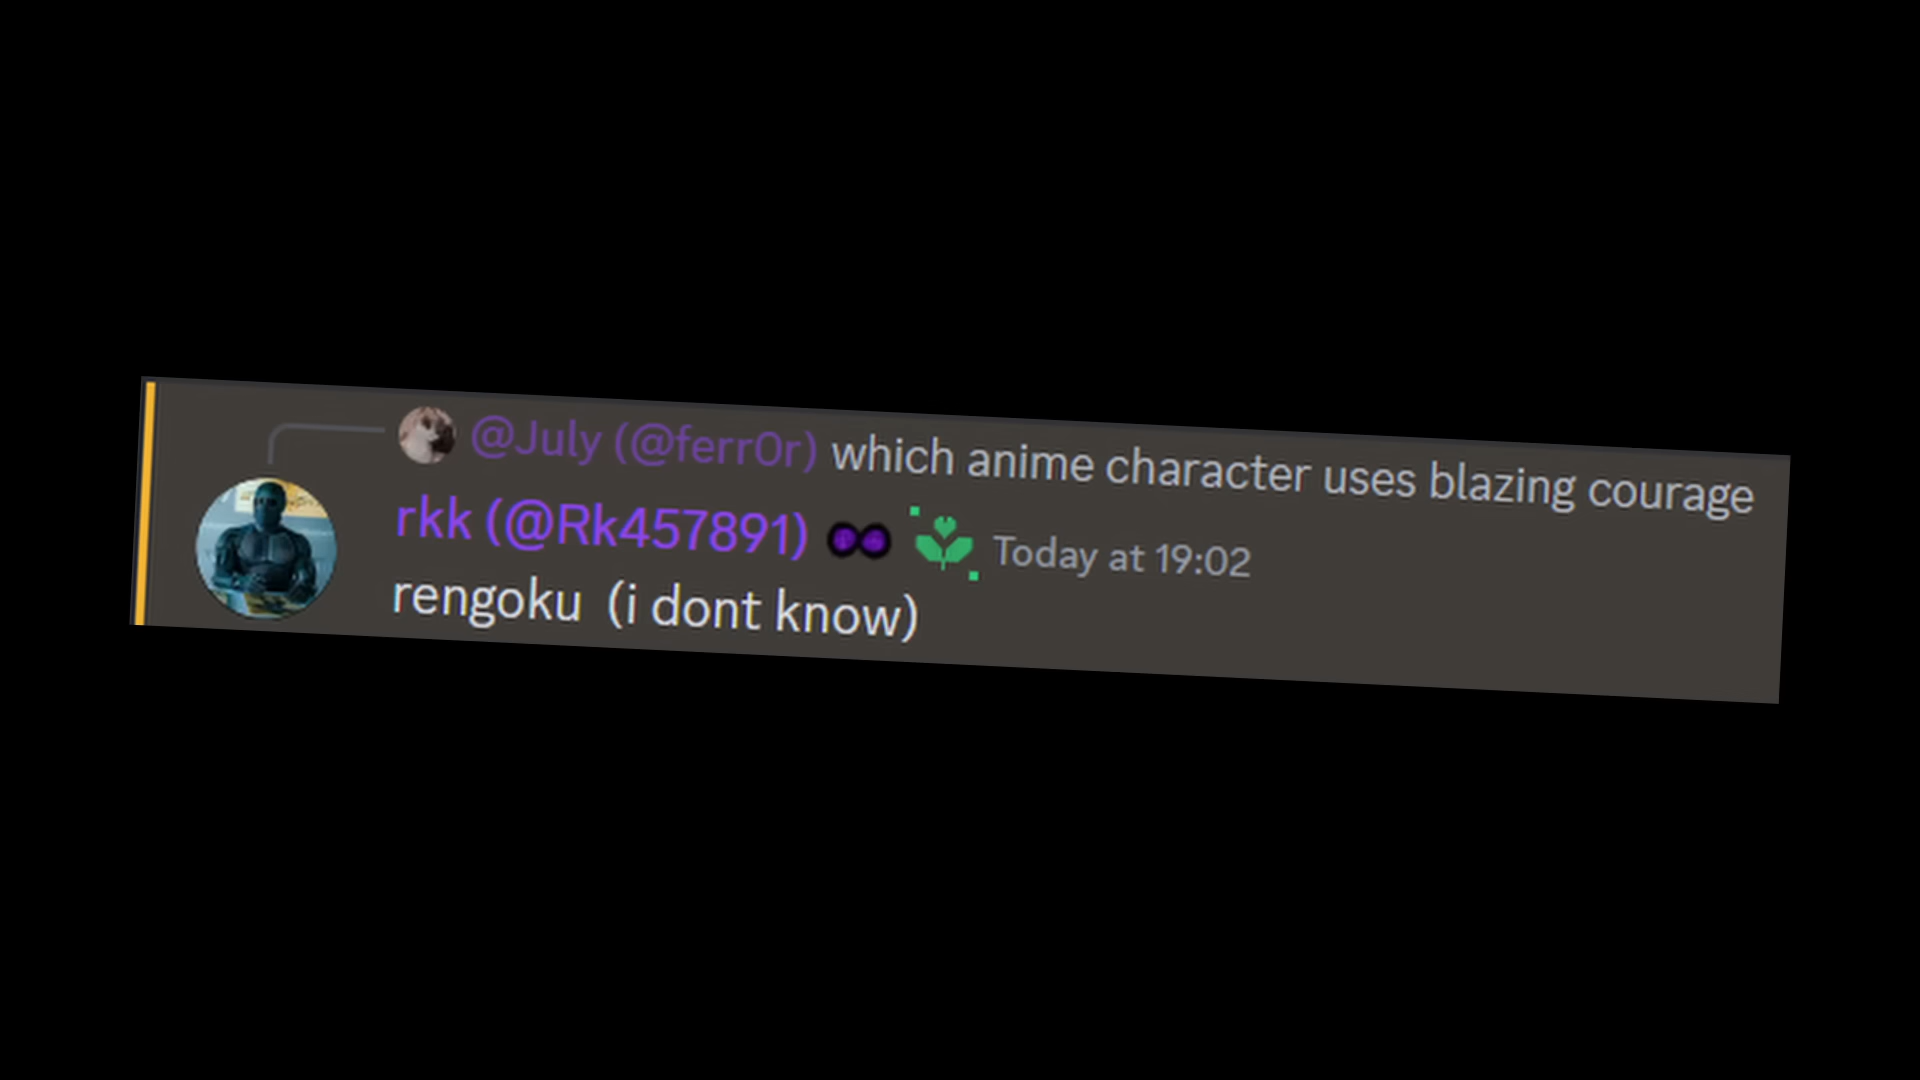 @July (@ferr0r) which anime character uses blazing courage
rkk (@Rk457891) Today at 19:02
rengoku (i dont know)